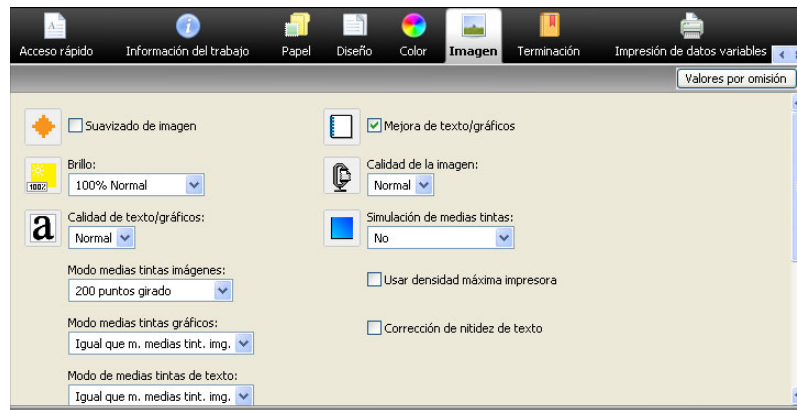 Acceso rápido
Información del trabajo
Papel
Diseño
Color
Imagen
Terminación
Impresión de datos variables
Valores por omisión
Suavizado de imagen
Mejora de texto/gráficos
Brillo:
100% Normal
100%
Calidad de la imagen:
Normal
Calidad de texto/gráficos:
a
Normal
Simulación de medias tintas:
No
Modo medias tintas imágenes:
200 puntos girado
Usar densidad máxima impresora
Modo medias tintas gráficos:
Igual que m. medias tint. img.
Corrección de nitidez de texto
Modo de medias tintas de texto:
Igual que m. medias tint. img.